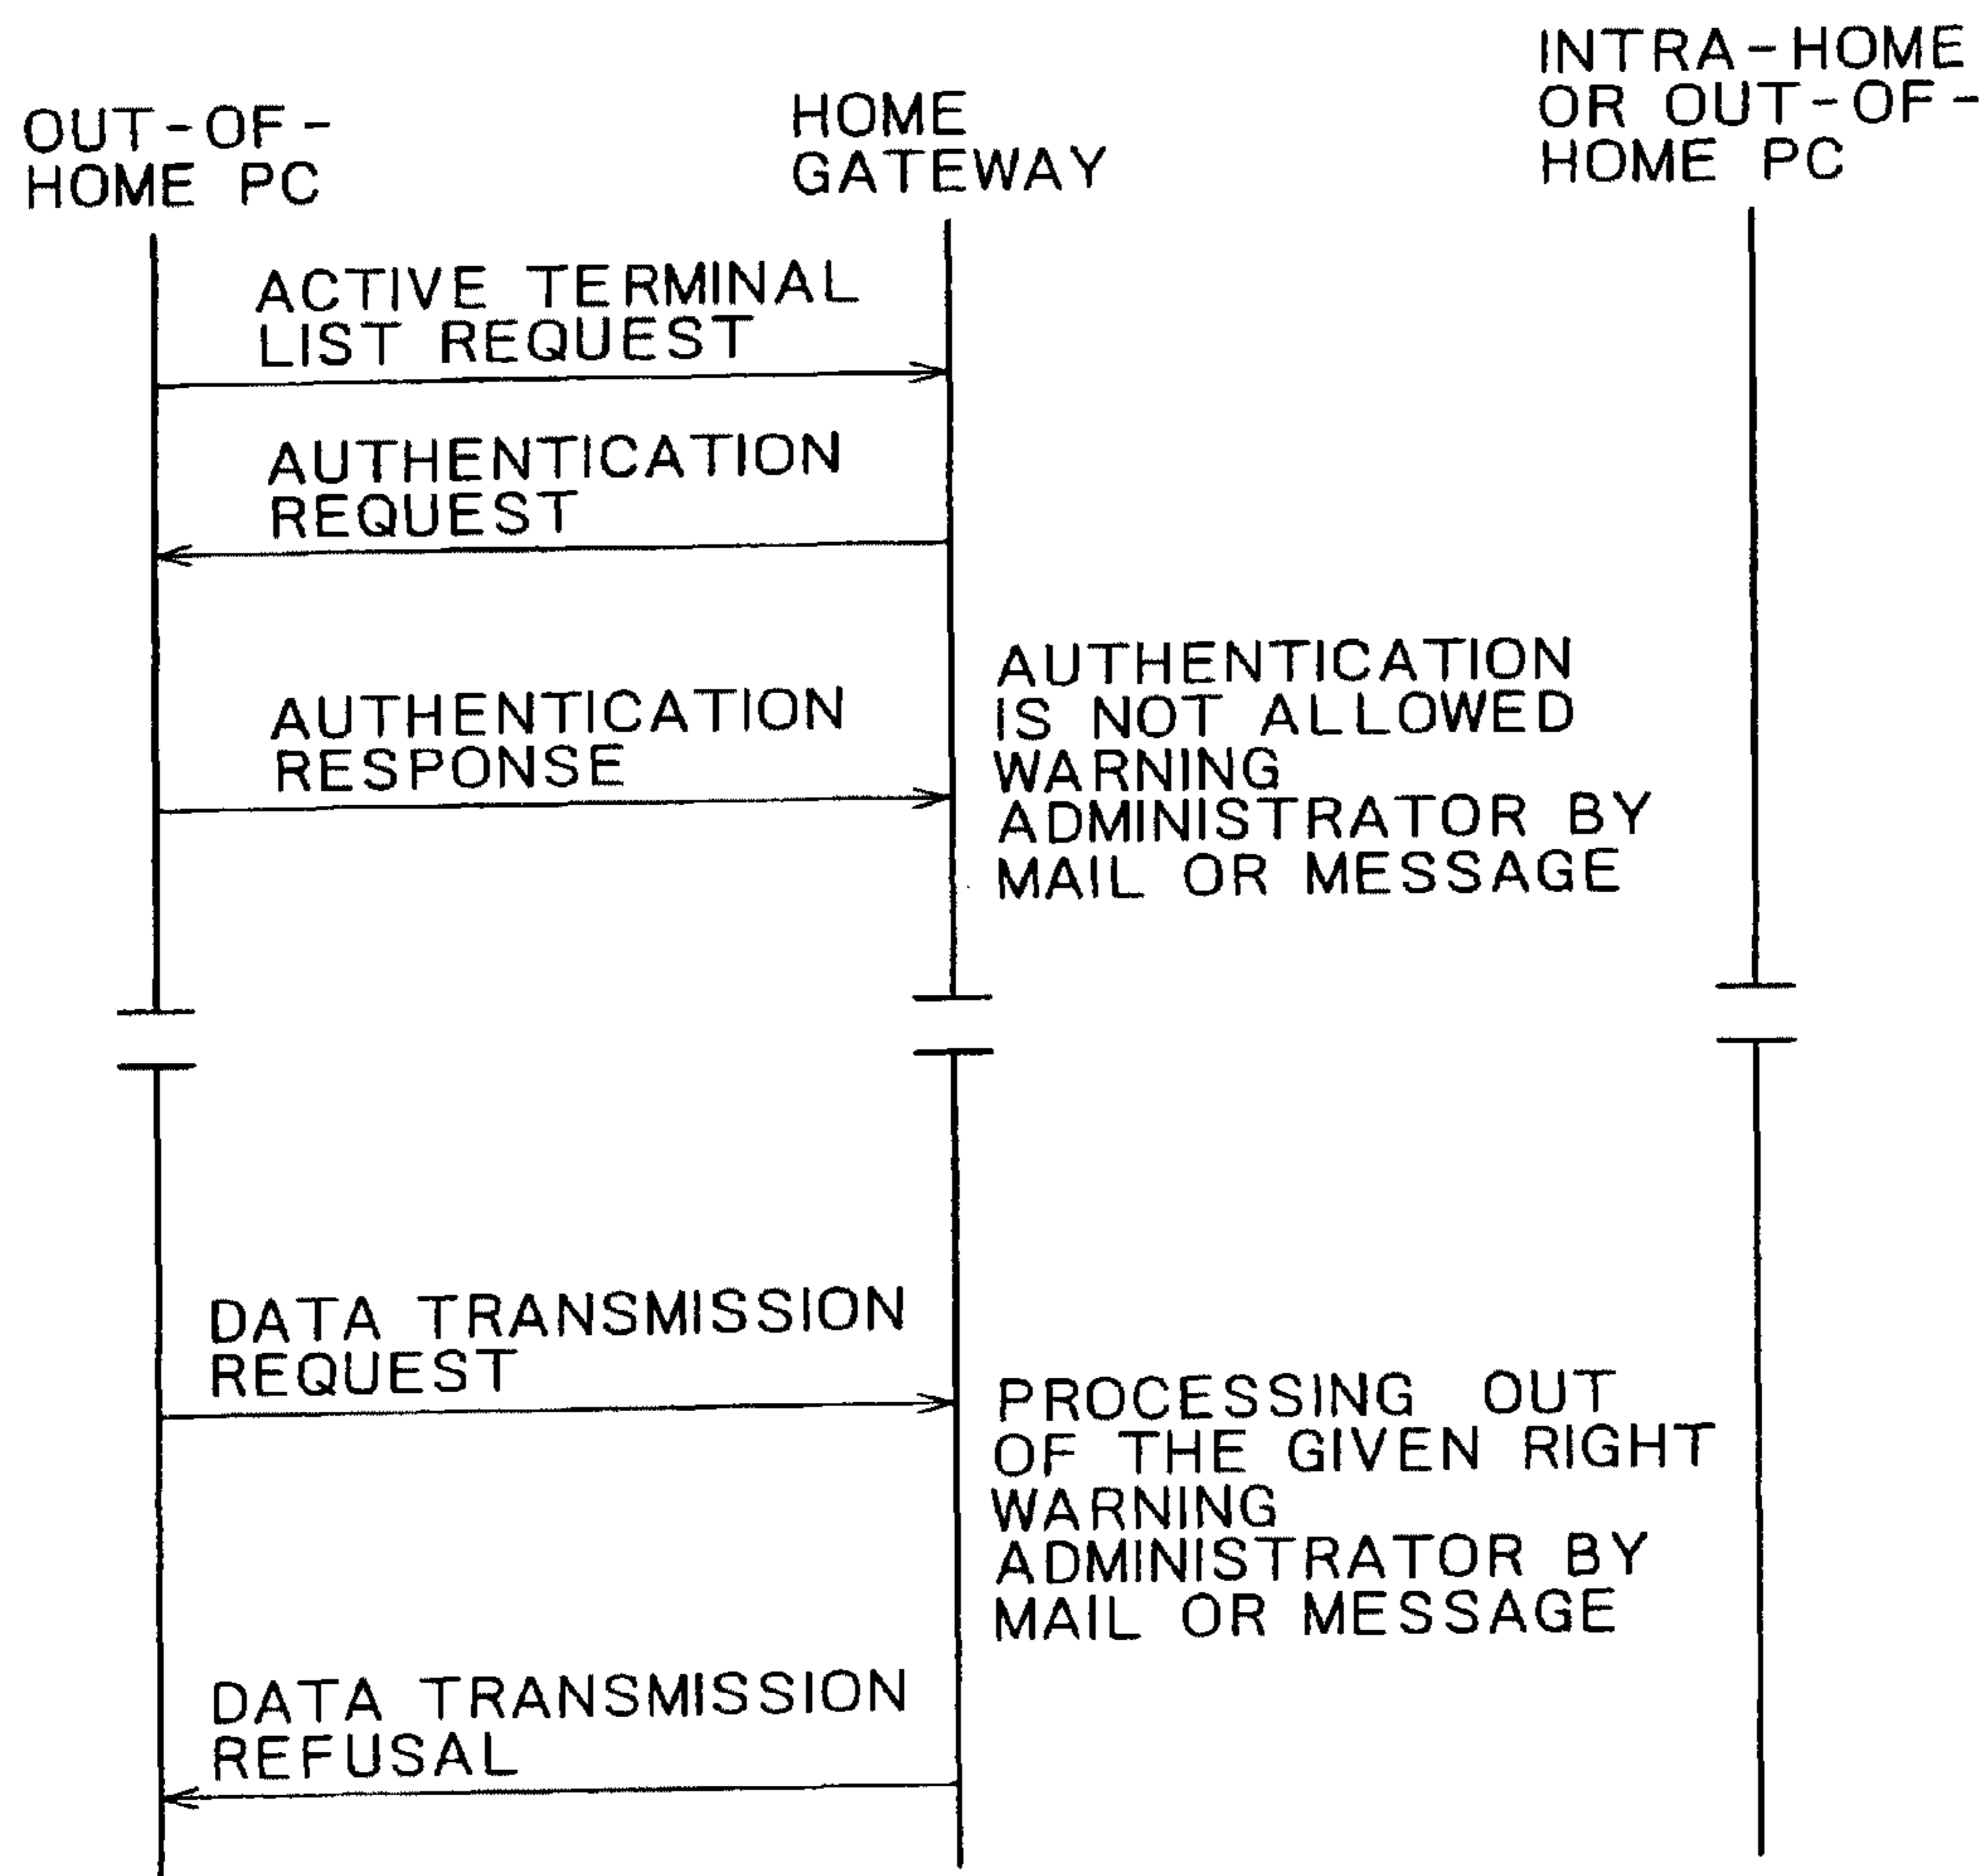 OUT-OF-
HOME PC
HOME
GATEWAY
INTRA-HOME
OR OUT-OF-
HOME PC
ACTIVE TERMINAL
LIST REQUEST
AUTHENTICATION
REQUEST
AUTHENTICATION
RESPONSE
AUTHENTICATION
IS NOT ALLOWED
WARNING
ADMINISTRATOR BY
MAIL OR MESSAGE
DATA TRANSMISSION
REQUEST
PROCESSING OUT
OF THE GIVEN RIGHT
WARNING
ADMINISTRATOR BY
MAIL OR MESSAGE
DATA TRANSMISSION
REFUSAL